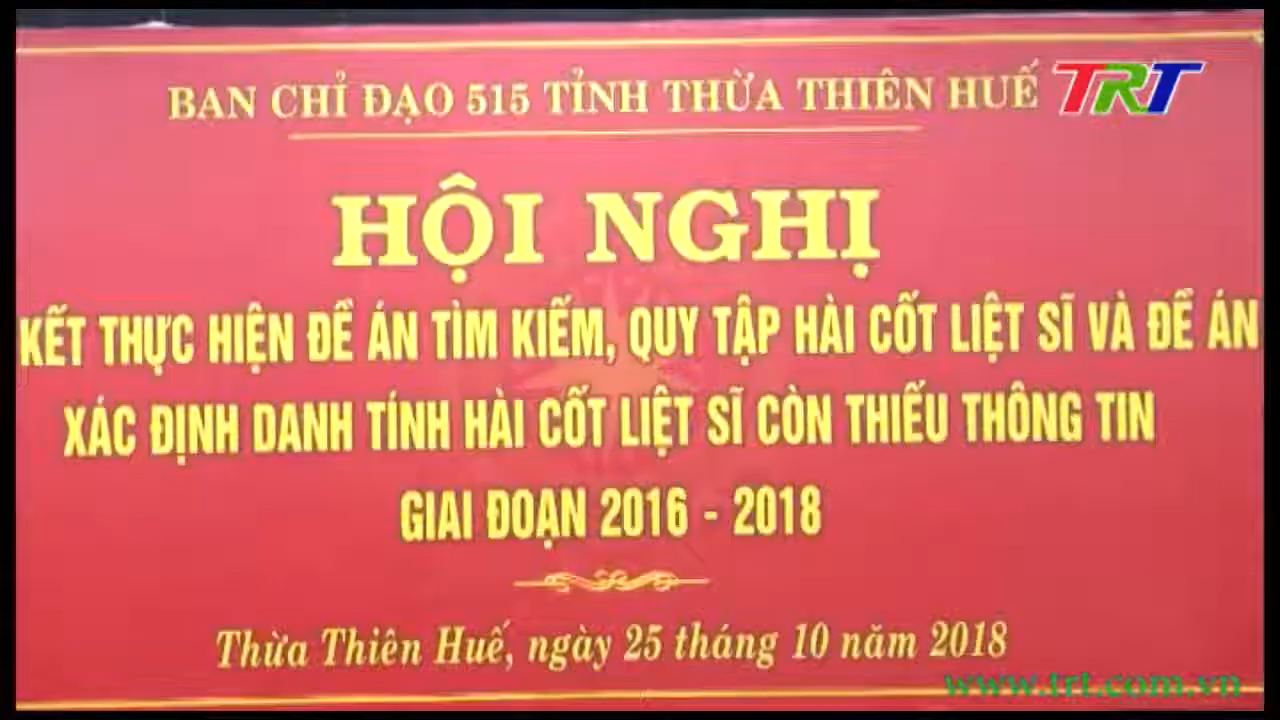 BAN CHỈ ĐẠO 515 TỈNH THỪA THIÊN HUẾ
TRT
HỘI NGHỊ
KẾT THỰC HIỆN ĐỀ ÁN TÌM KIẾM, QUY TẬP HÀI CỐT LIỆT SĨ VÀ ĐỀ ÁN
XÁC ĐỊNH DANH TÍNH HÀI CỐT LIỆT SĨ CÒN THIẾU THÔNG TIN
GIAI ĐOẠN 2016 - 2018
Thừa Thiên Huế, ngày 25 tháng 10 năm 2018
www.trt.com.vn